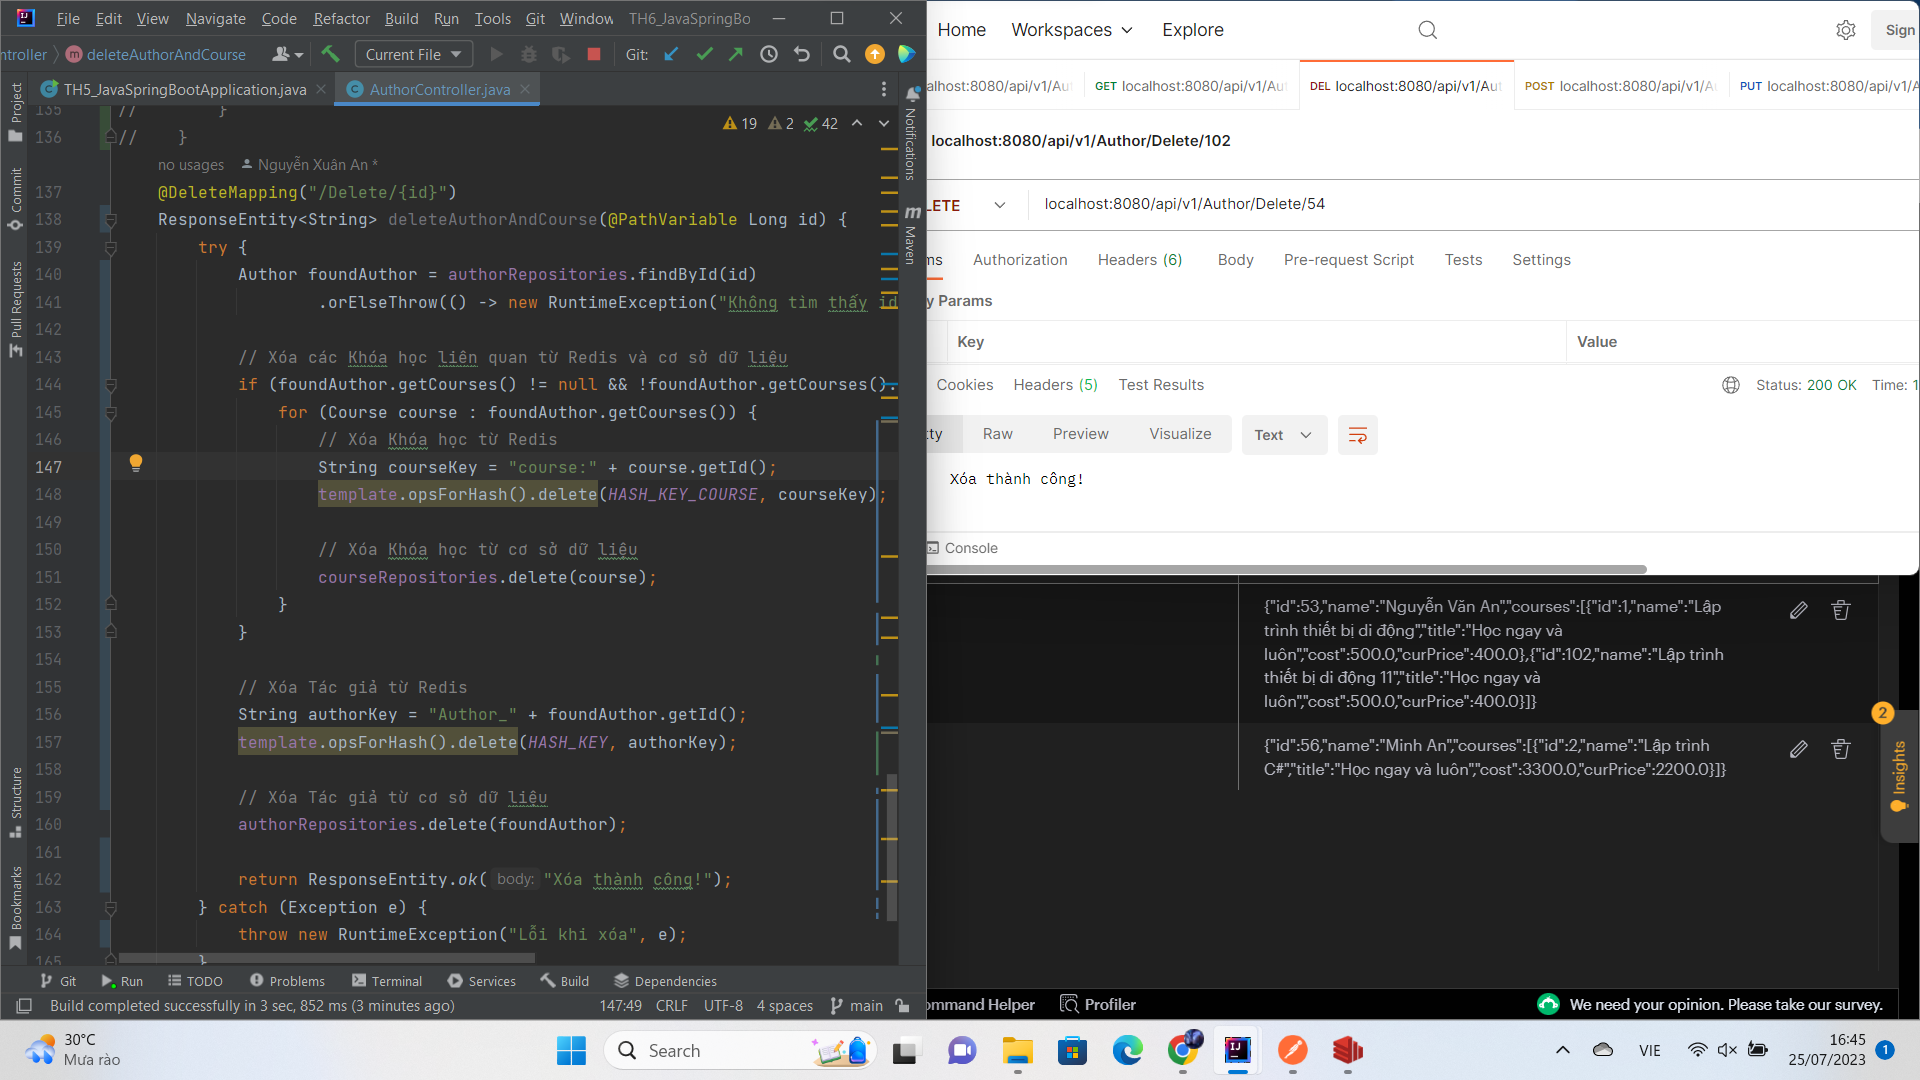 File Edit View Navigate Code Refactor Build Run Tools Git Window TH6_JavaSpringBo
ntroller deleteAuthorAndCourse Current File Git:
TH5_JavaSpringBootApplication.java AuthorController.java
19 2 42
135 // }
136 // }
no usages Nguyễn Xuân An *
137 @DeleteMapping("/Delete/{id}")
138 ResponseEntity<String> deleteAuthorAndCourse(@PathVariable Long id) {
139 try {
140 Author foundAuthor = authorRepositories.findById(id)
141 .orElseThrow(() -> new RuntimeException("Không tìm thấy id
142
143 // Xóa các Khóa học liên quan từ Redis và cơ sở dữ liệu
144 if (foundAuthor.getCourses() != null && !foundAuthor.getCourses().
145 for (Course course : foundAuthor.getCourses()) {
146 // Xóa Khóa học từ Redis
147 String courseKey = "course:" + course.getId();
148 template.opsForHash().delete(HASH_KEY_COURSE, courseKey);
149
150 // Xóa Khóa học từ cơ sở dữ liệu
151 courseRepositories.delete(course);
152 }
153 }
154
155 // Xóa Tác giả từ Redis
156 String authorKey = "Author_" + foundAuthor.getId();
157 template.opsForHash().delete(HASH_KEY, authorKey);
158
159 // Xóa Tác giả từ cơ sở dữ liệu
160 authorRepositories.delete(foundAuthor);
161
162 return ResponseEntity.ok( body: "Xóa thành công!");
163 } catch (Exception e) {
164 throw new RuntimeException("Lỗi khi xóa", e);
165 }
Project
Commit
Pull Requests
Structure
Bookmarks
Notifications
Maven
Git Run TODO Problems Terminal Services Build Dependencies
Build completed successfully in 3 sec, 852 ms (3 minutes ago) 147:49 CRLF UTF-8 4 spaces main
Home Workspaces Explore Sign
alhost:8080/api/v1/Aut GET localhost:8080/api/v1/Au DEL localhost:8080/api/v1/Aut POST localhost:8080/api/v1/A PUT localhost:8080/api/v1/A
localhost:8080/api/v1/Author/Delete/102
LETE localhost:8080/api/v1/Author/Delete/54
ms Authorization Headers (6) Body Pre-request Script Tests Settings
y Params
Key Value
Cookies Headers (5) Test Results Status: 200 OK Time: 1
tty Raw Preview Visualize Text
Xóa thành công!
Console
{"id":53,"name":"Nguyễn Văn An","courses":[{"id":1,"name":"Lập
trình thiết bị di động","title":"Học ngay và
luôn","cost":500.0,"curPrice":400.0},{"id":102,"name":"Lập trình
thiết bị di động 11","title":"Học ngay và
luôn","cost":500.0,"curPrice":400.0}]}
{"id":56,"name":"Minh An","courses":[{"id":2,"name":"Lập trình
C#","title":"Học ngay và luôn","cost":3300.0,"curPrice":2200.0}]}
2
Insights
ommand Helper Profiler We need your opinion. Please take our survey.
30°C
Mưa rào
Search
VIE
16:45
25/07/2023
1